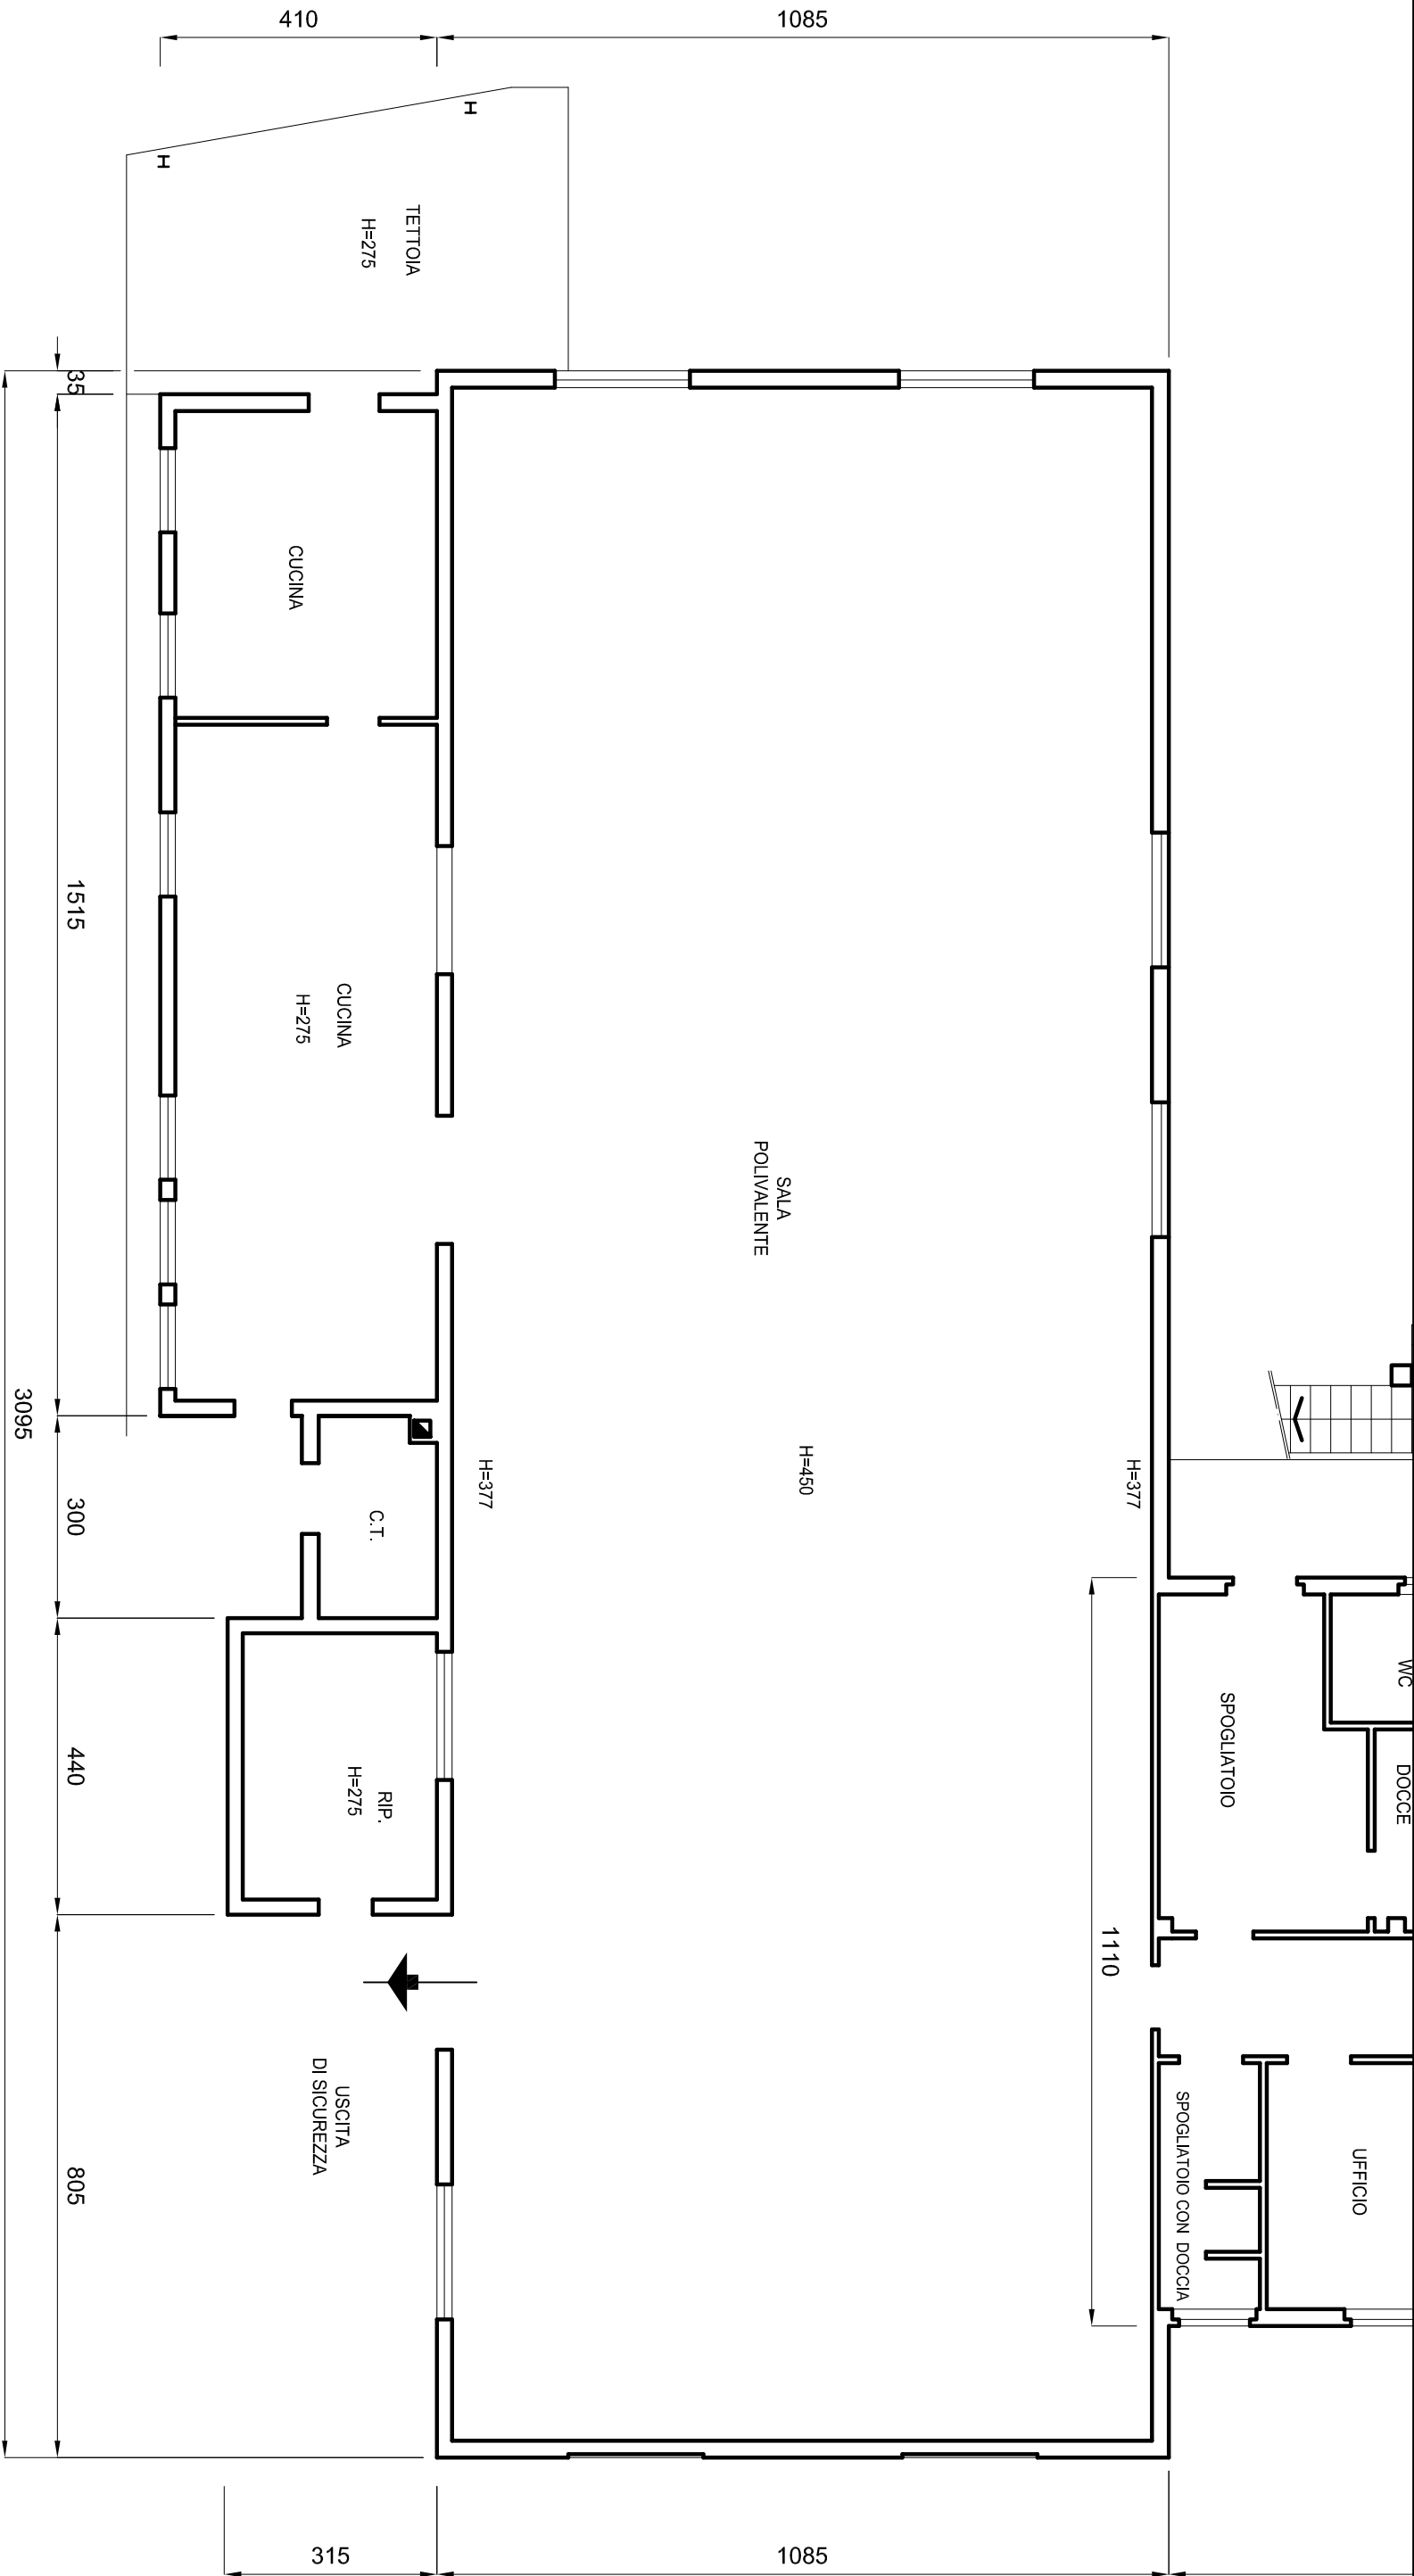 410
1085
TETTOIA
H=275
35
CUCINA
1515
CUCINA
H=275
SALA
POLIVALENTE
H=450
H=377
H=377
3095
300
C.T.
440
RIP.
H=275
WC
SPOGLIATOIO
DOCCE
1110
USCITA
DI SICUREZZA
805
SPOGLIATOIO CON DOCCIA
UFFICIO
315
1085